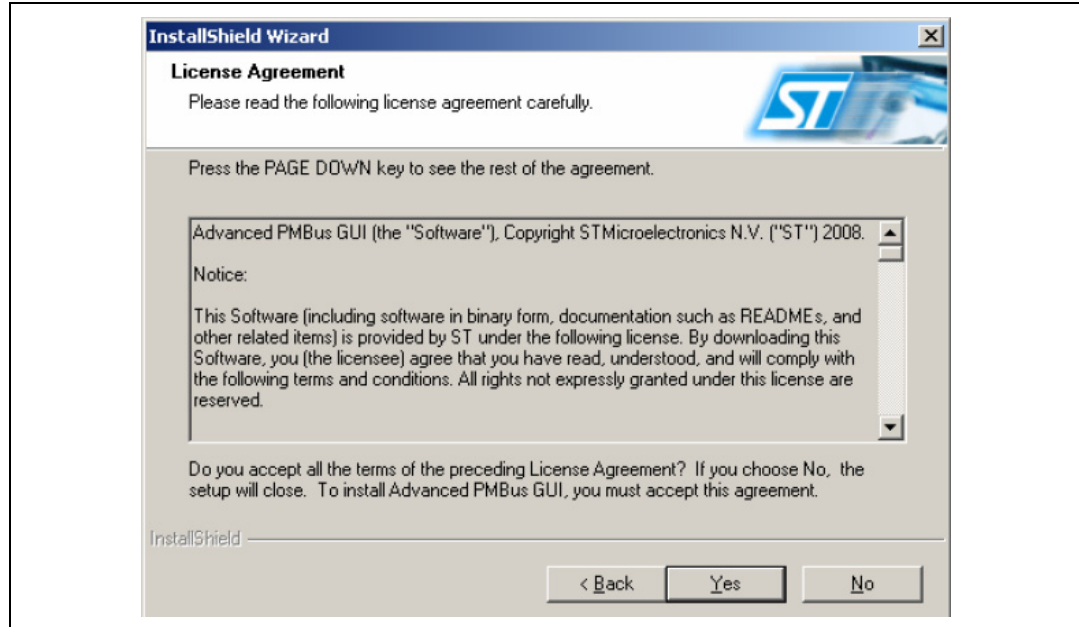 InstallShield Wizard
License Agreement
Please read the following license agreement carefully.
ST
Press the PAGE DOWN key to see the rest of the agreement.
Advanced PMBus GUI (the "Software"), Copyright STMicroelectronics N.V. ("ST") 2008.
Notice:
This Software (including software in binary form, documentation such as READMEs, and
other related items) is provided by ST under the following license. By downloading this
Software, you (the licensee) agree that you have read, understood, and will comply with
the following terms and conditions. All rights not expressly granted under this license are
reserved.
Do you accept all the terms of the preceding License Agreement? If you choose No, the
setup will close. To install Advanced PMBus GUI, you must accept this agreement.
InstallShield
< Back Yes No